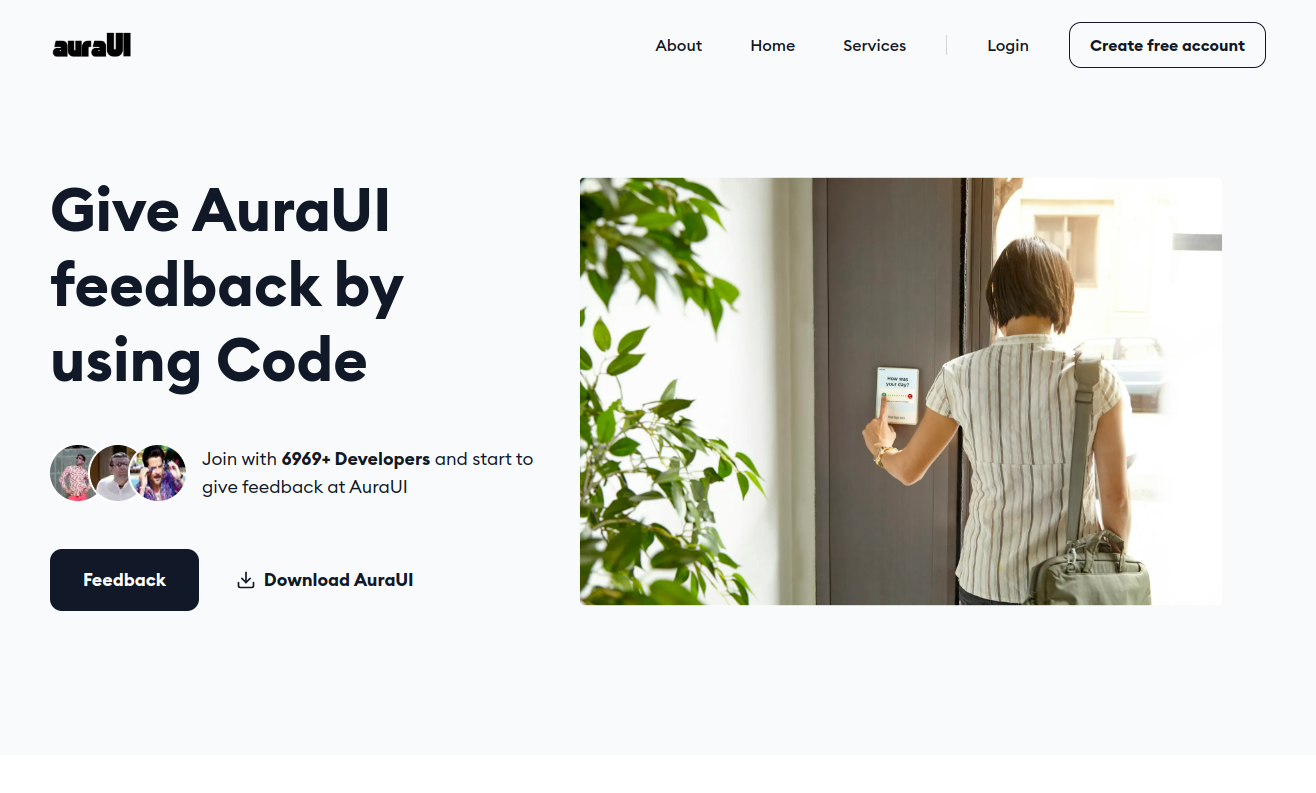 auraUI
About
Home
Services
Login
Create free account
Give AuraUI
feedback by
using Code
How was
your day?
Join with 6969+ Developers and start to
give feedback at AuraUI
Feedback
Download AuraUI